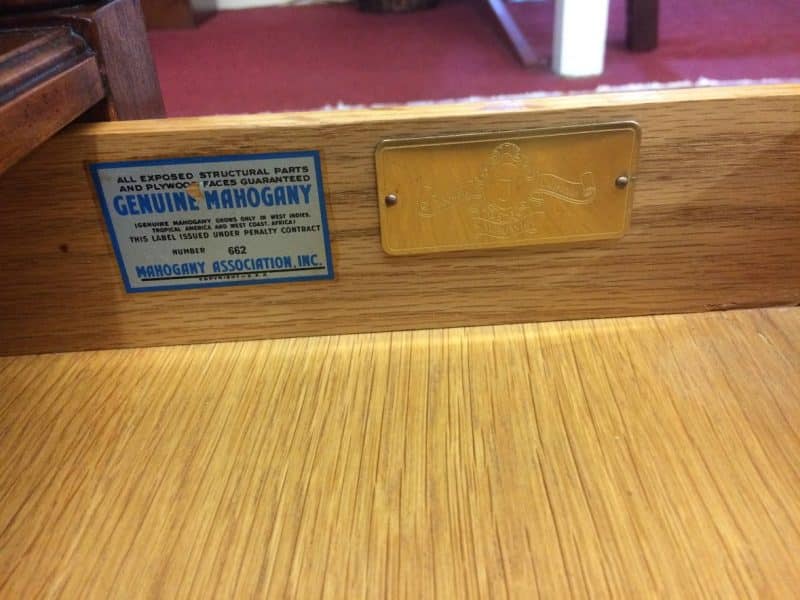 ALL EXPOSED STRUCTURAL PARTS
AND PLYWOOD FACES GUARANTEED
GENUINE MAHOGANY
(GENUINE MAHOGANY GROWS ONLY IN WEST INDIES,
TROPICAL AMERICA AND WEST COAST, AFRICA)
THIS LABEL ISSUED UNDER PENALTY CONTRACT
NUMBER 662
MAHOGANY ASSOCIATION, INC.